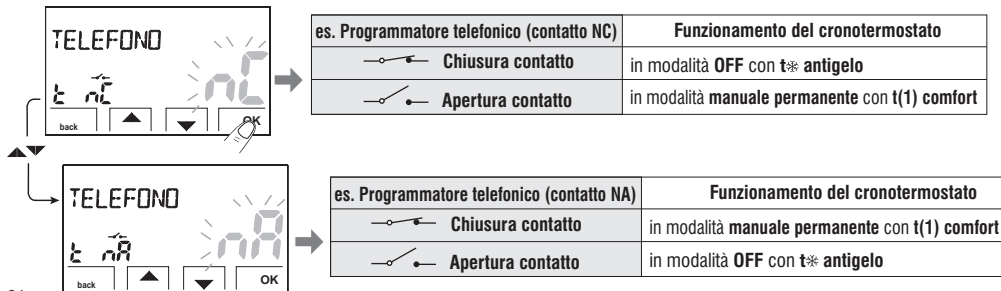 TELEFONO
nC
t nC
back
OK
es. Programmatore telefonico (contatto NC) Funzionamento del cronotermostato
Chiusura contatto in modalità OFF con t❄ antigelo
Apertura contatto in modalità manuale permanente con t(1) comfort
TELEFONO
nA
t nA
back
OK
es. Programmatore telefonico (contatto NA) Funzionamento del cronotermostato
Chiusura contatto in modalità manuale permanente con t(1) comfort
Apertura contatto in modalità OFF con t❄ antigelo